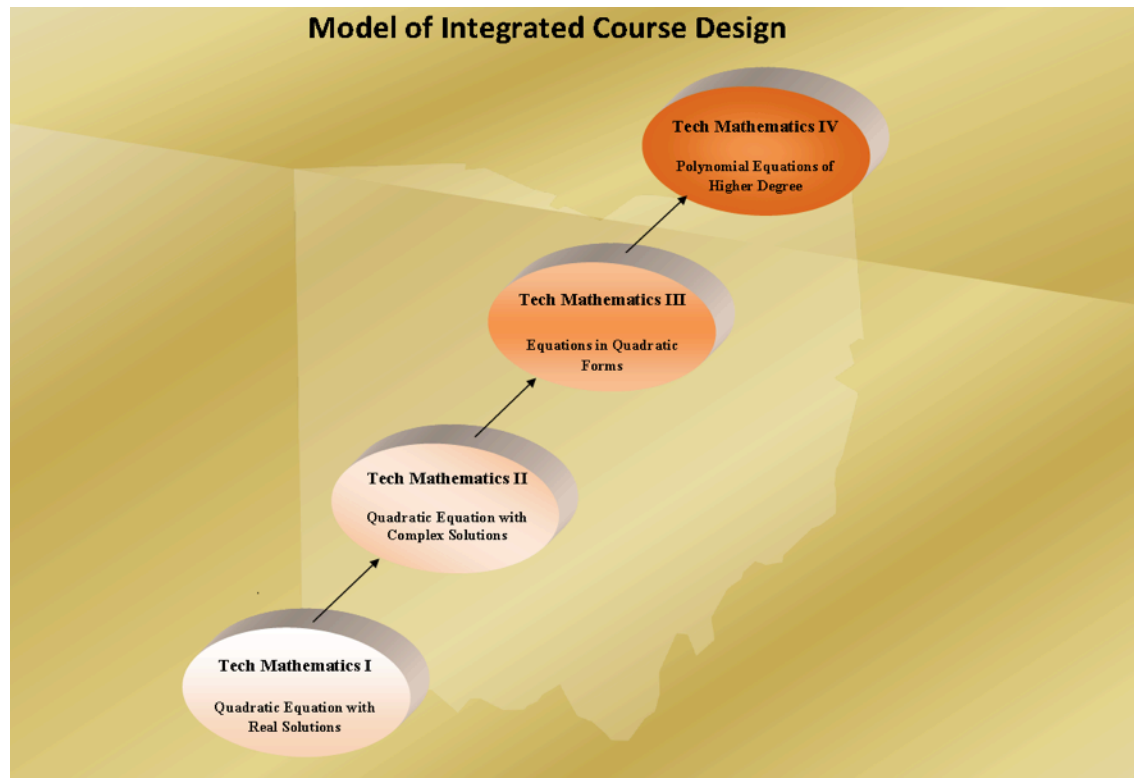 Model of Integrated Course Design
Tech Mathematics IV
Polynomial Equations of
Higher Degree
Tech Mathematics III
Equations in Quadratic
Forms
Tech Mathematics II
Quadratic Equation with
Complex Solutions
Tech Mathematics I
Quadratic Equation with
Real Solutions